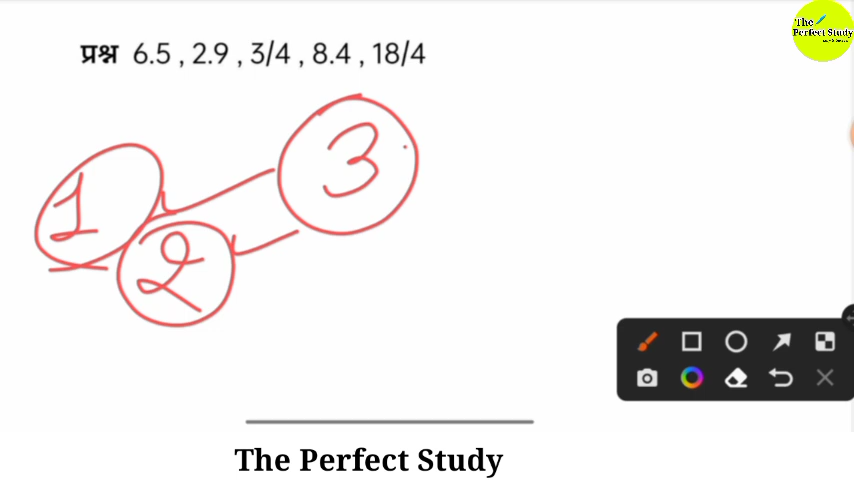 The
Perfect Study
प्रश्न 6.5 , 2.9 , 3/4 , 8.4 , 18/4
3
1
2
The Perfect Study